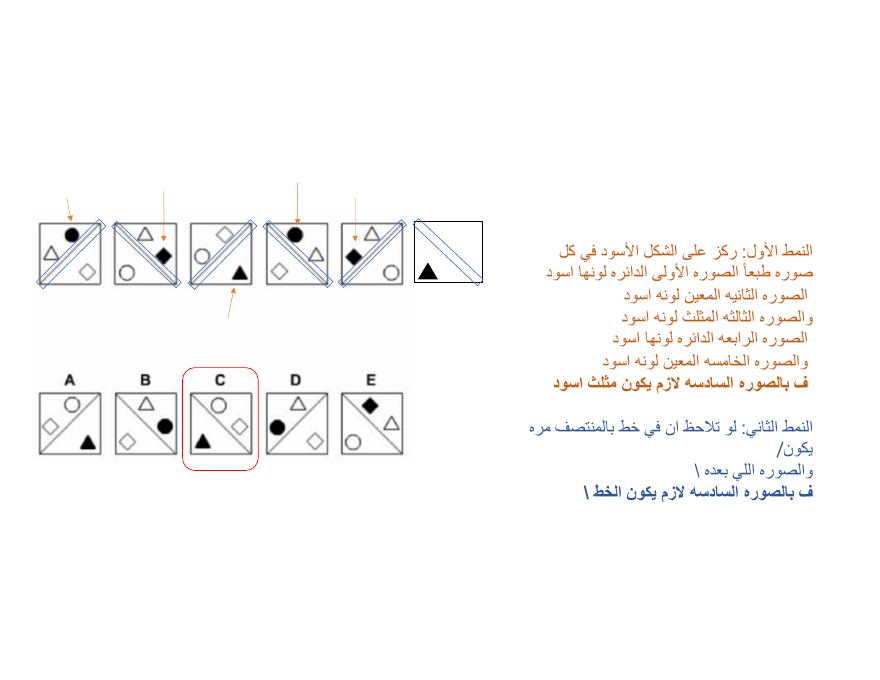 النمط الأول: ركز على الشكل الأسود في كل
صوره طبعاً الصوره الأولى الدائره لونها اسود
الصوره الثانيه المعين لونه اسود
والصوره الثالثه المثلث لونه اسود
الصوره الرابعه الدائره لونها اسود
والصوره الخامسه المعين لونه اسود
ف بالصوره السادسه لازم يكون مثلث اسود
النمط الثاني: لو تلاحظ ان في خط بالمنتصف مره
يكون/
والصوره اللي بعده \
ف بالصوره السادسه لازم يكون الخط \
A B C D E